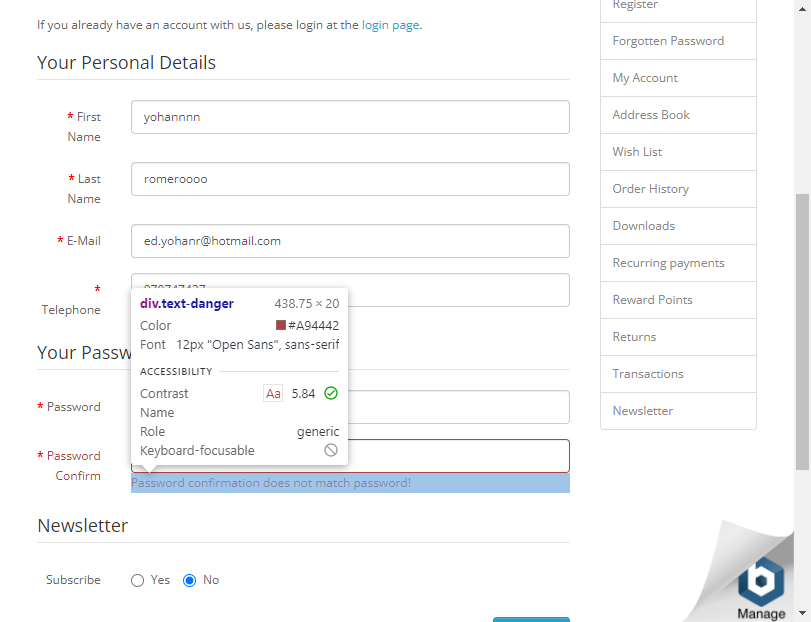 If you already have an account with us, please login at the login page.
Your Personal Details
* First
Name
yohannnn
* Last
Name
romeroooo
* E-Mail
ed.yohanr@hotmail.com
*
Telephone
div.text-danger 438.75 × 20
Color #A94442
Font 12px "Open Sans", sans-serif
ACCESSIBILITY
Contrast Aa 5.84
Name
Role generic
Keyboard-focusable
Your Passw
* Password
* Password
Confirm
Password confirmation does not match password!
Newsletter
Subscribe Yes No
Register
Forgotten Password
My Account
Address Book
Wish List
Order History
Downloads
Recurring payments
Reward Points
Returns
Transactions
Newsletter
b
Manage